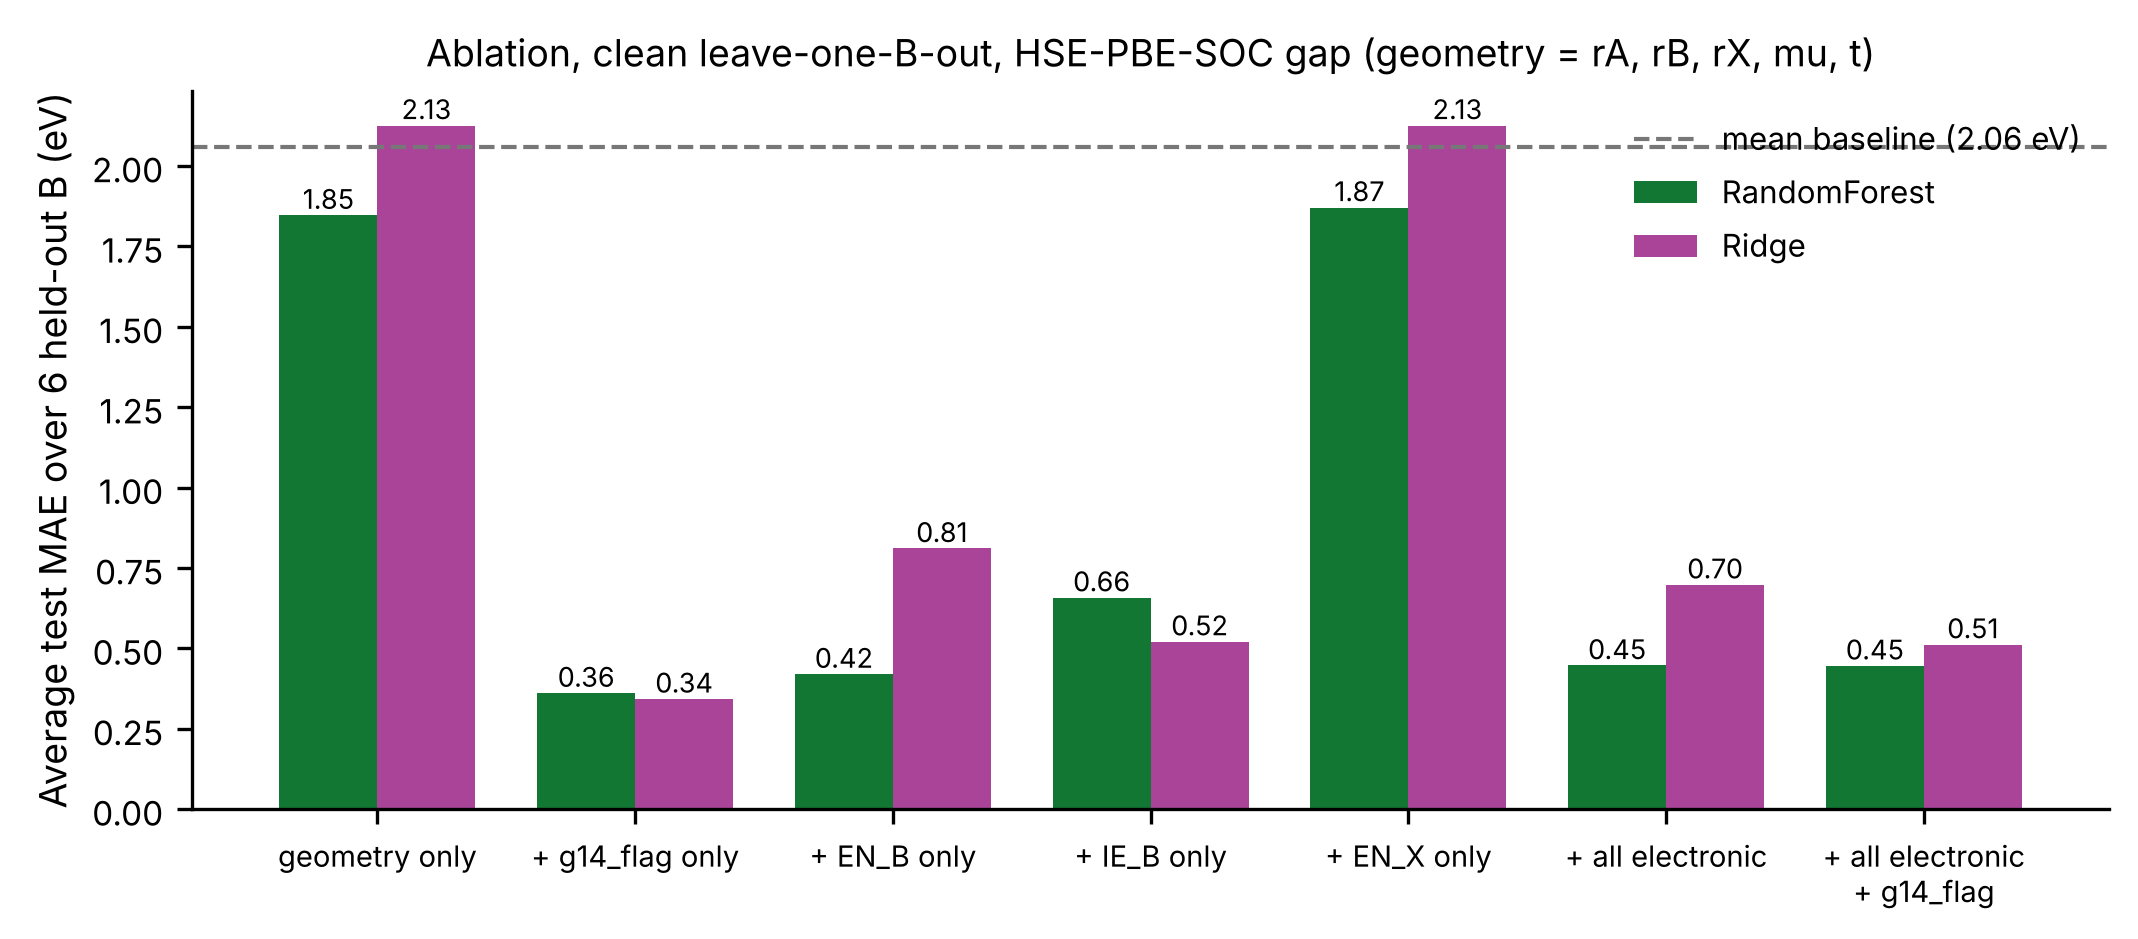 Ablation, clean leave-one-B-out, HSE-PBE-SOC gap (geometry = rA, rB, rX, mu, t)
Average test MAE over 6 held-out B (eV)
2.00
1.75
1.50
1.25
1.00
0.75
0.50
0.25
0.00
1.85
2.13
0.36
0.34
0.42
0.81
0.66
0.52
1.87
2.13
0.45
0.70
0.45
0.51
mean baseline (2.06 eV)
RandomForest
Ridge
geometry only
+ g14_flag only
+ EN_B only
+ IE_B only
+ EN_X only
+ all electronic
+ all electronic
+ g14_flag